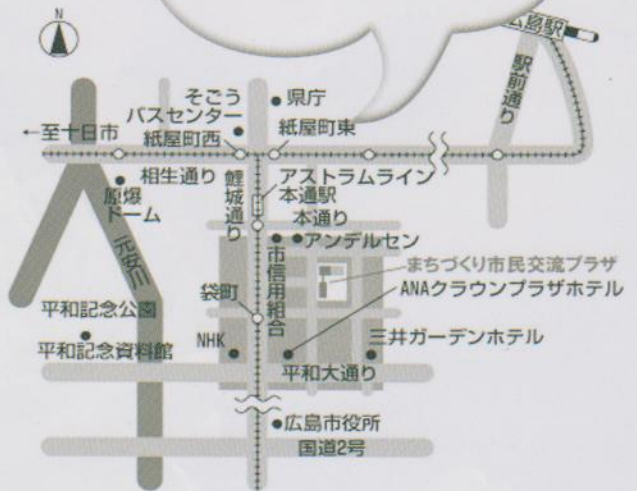 N
広島駅
駅前通り
そごう
バスセンター
県庁
←至十日市
紙屋町西
紙屋町東
相生通り
鯉城通り
アストラムライン
本通駅
原爆
ドーム
本通り
アンデルセン
元安川
市信用組合
まちづくり市民交流プラザ
ANAクラウンプラザホテル
袋町
平和記念公園
平和記念資料館
NHK
三井ガーデンホテル
平和大通り
広島市役所
国道2号